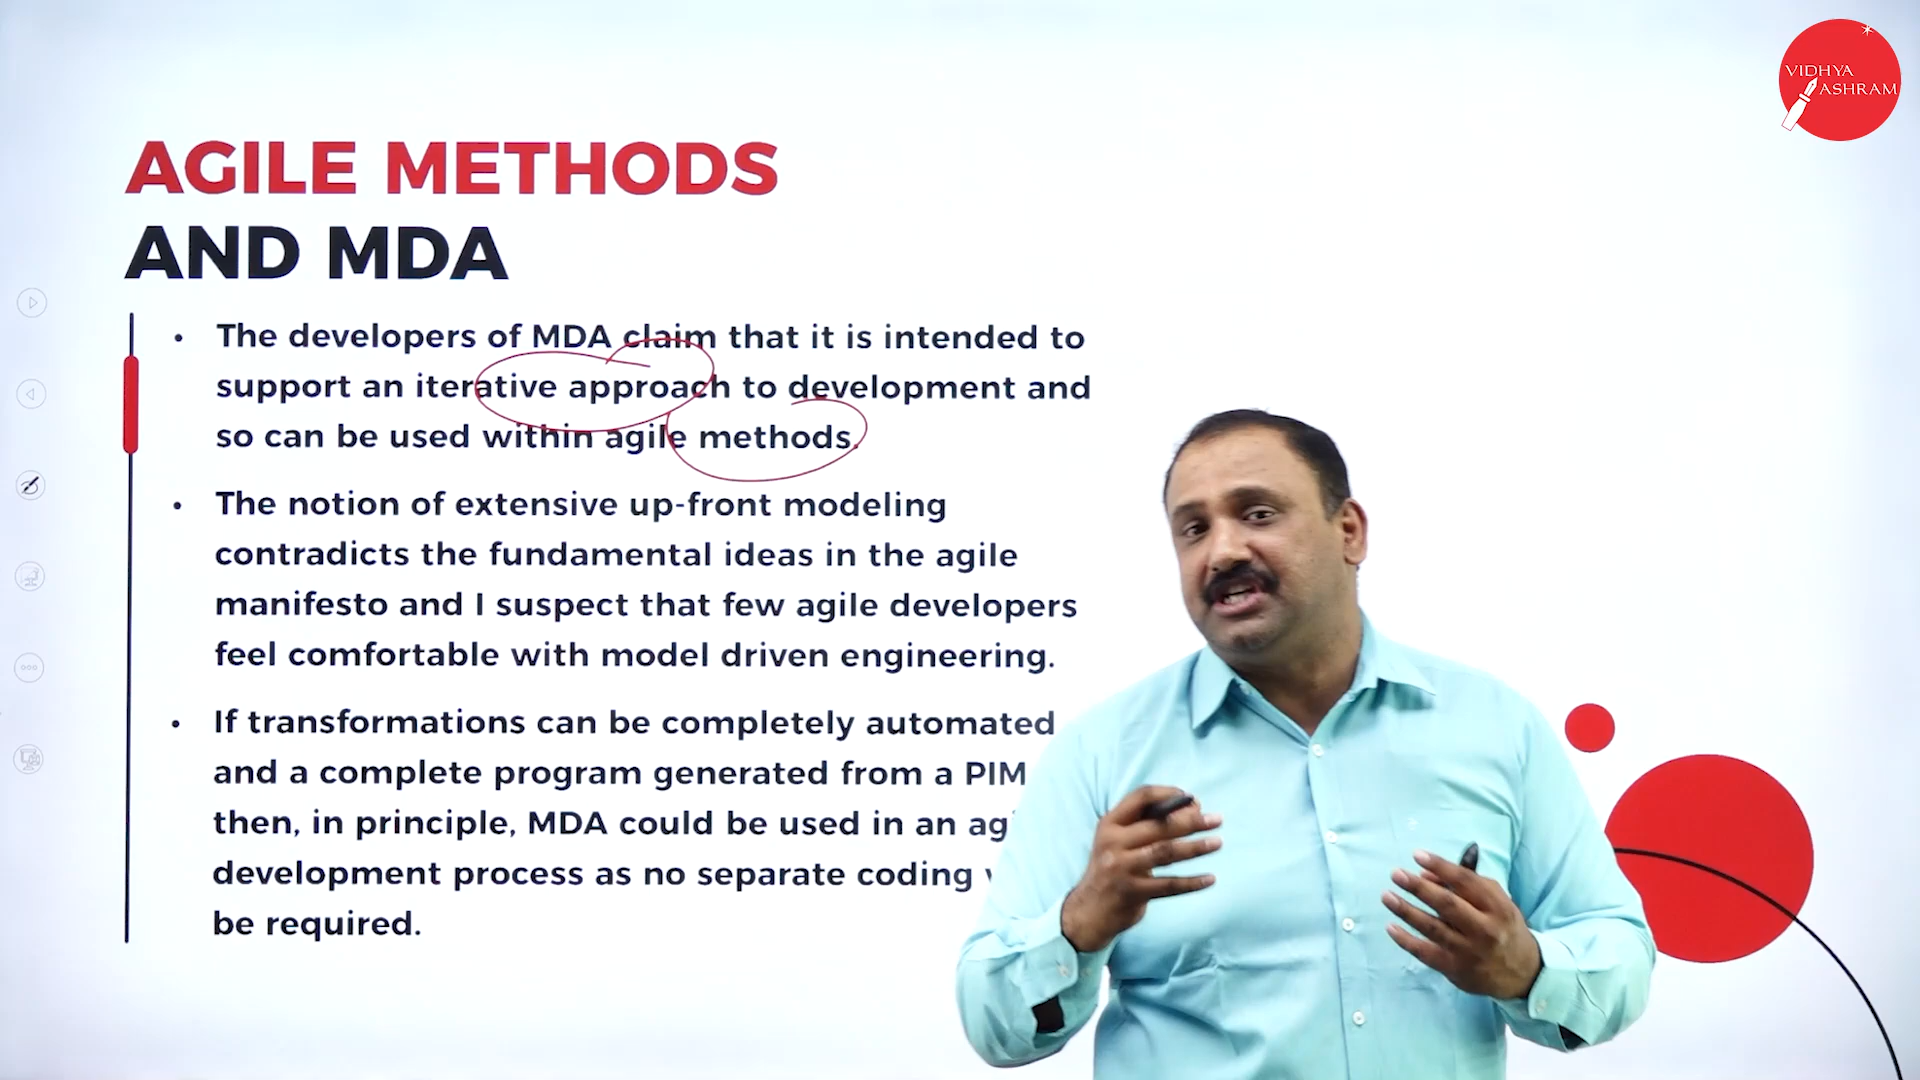 VIDHYA
ASHRAM
AGILE METHODS
AND MDA
• The developers of MDA claim that it is intended to
support an iterative approach to development and
so can be used within agile methods.
• The notion of extensive up-front modeling
contradicts the fundamental ideas in the agile
manifesto and I suspect that few agile developers
feel comfortable with model driven engineering.
• If transformations can be completely automated
and a complete program generated from a PIM
then, in principle, MDA could be used in an
development process as no separate coding
be required.